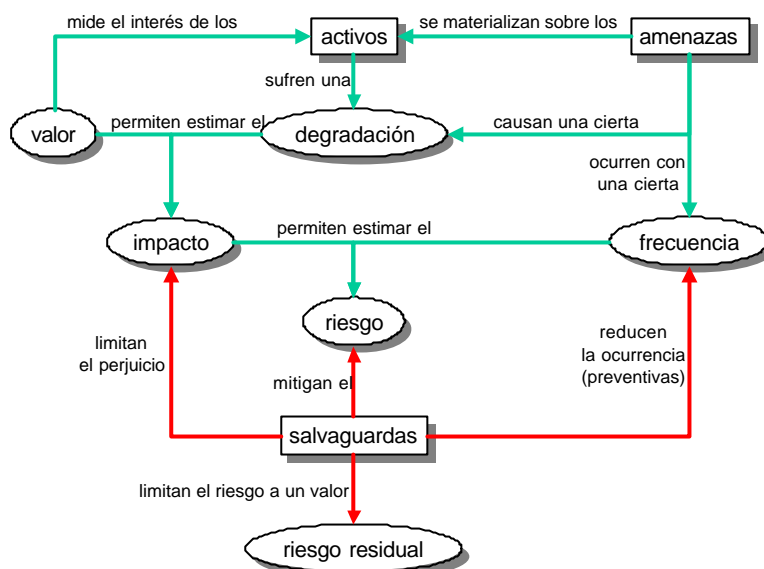 mide el interés de los
activos
se materializan sobre los
amenazas
sufren una
valor
permiten estimar el
degradación
causan una cierta
ocurren con
una cierta
impacto
permiten estimar el
frecuencia
riesgo
limitan
el perjuicio
reducen
la ocurrencia
(preventivas)
mitigan el
salvaguardas
limitan el riesgo a un valor
riesgo residual